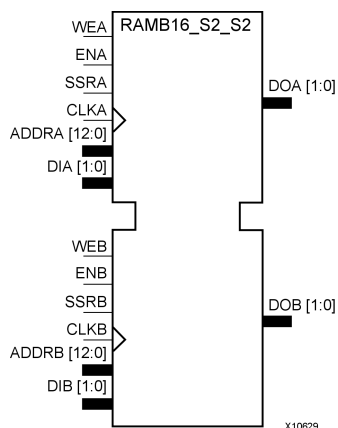 RAMB16_S2_S2
WEA
ENA
SSRA
CLKA
ADDRA [12:0]
DIA [1:0]
DOA [1:0]
WEB
ENB
SSRB
CLKB
ADDRB [12:0]
DIB [1:0]
DOB [1:0]
X10629